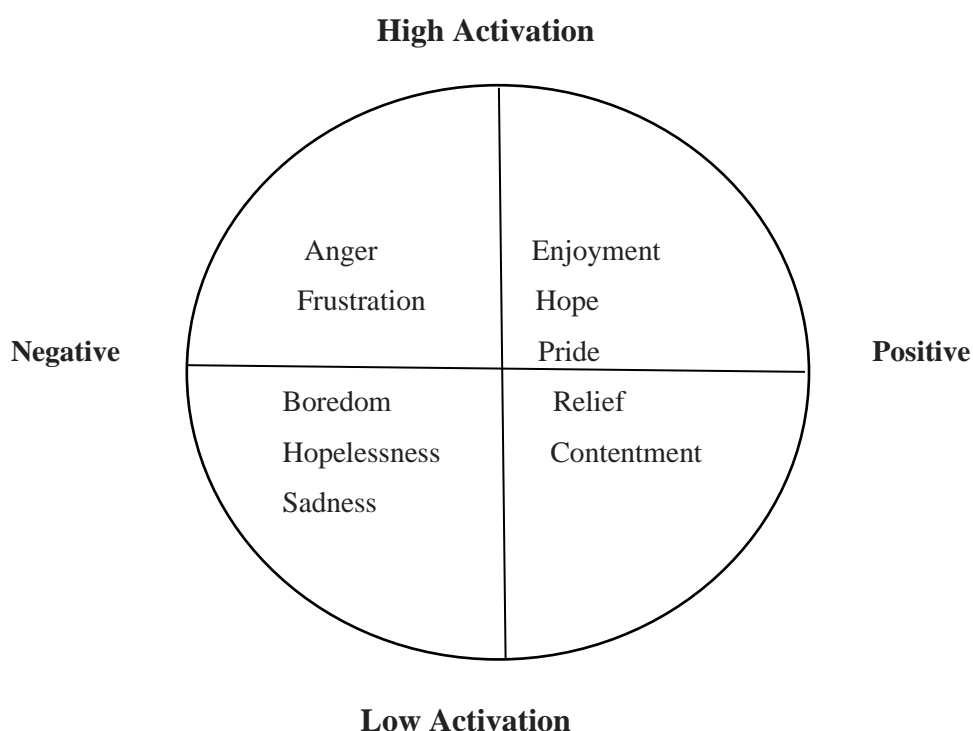 High Activation
Anger
Enjoyment
Frustration
Hope
Negative
Pride
Positive
Boredom
Relief
Hopelessness
Contentment
Sadness
Low Activation